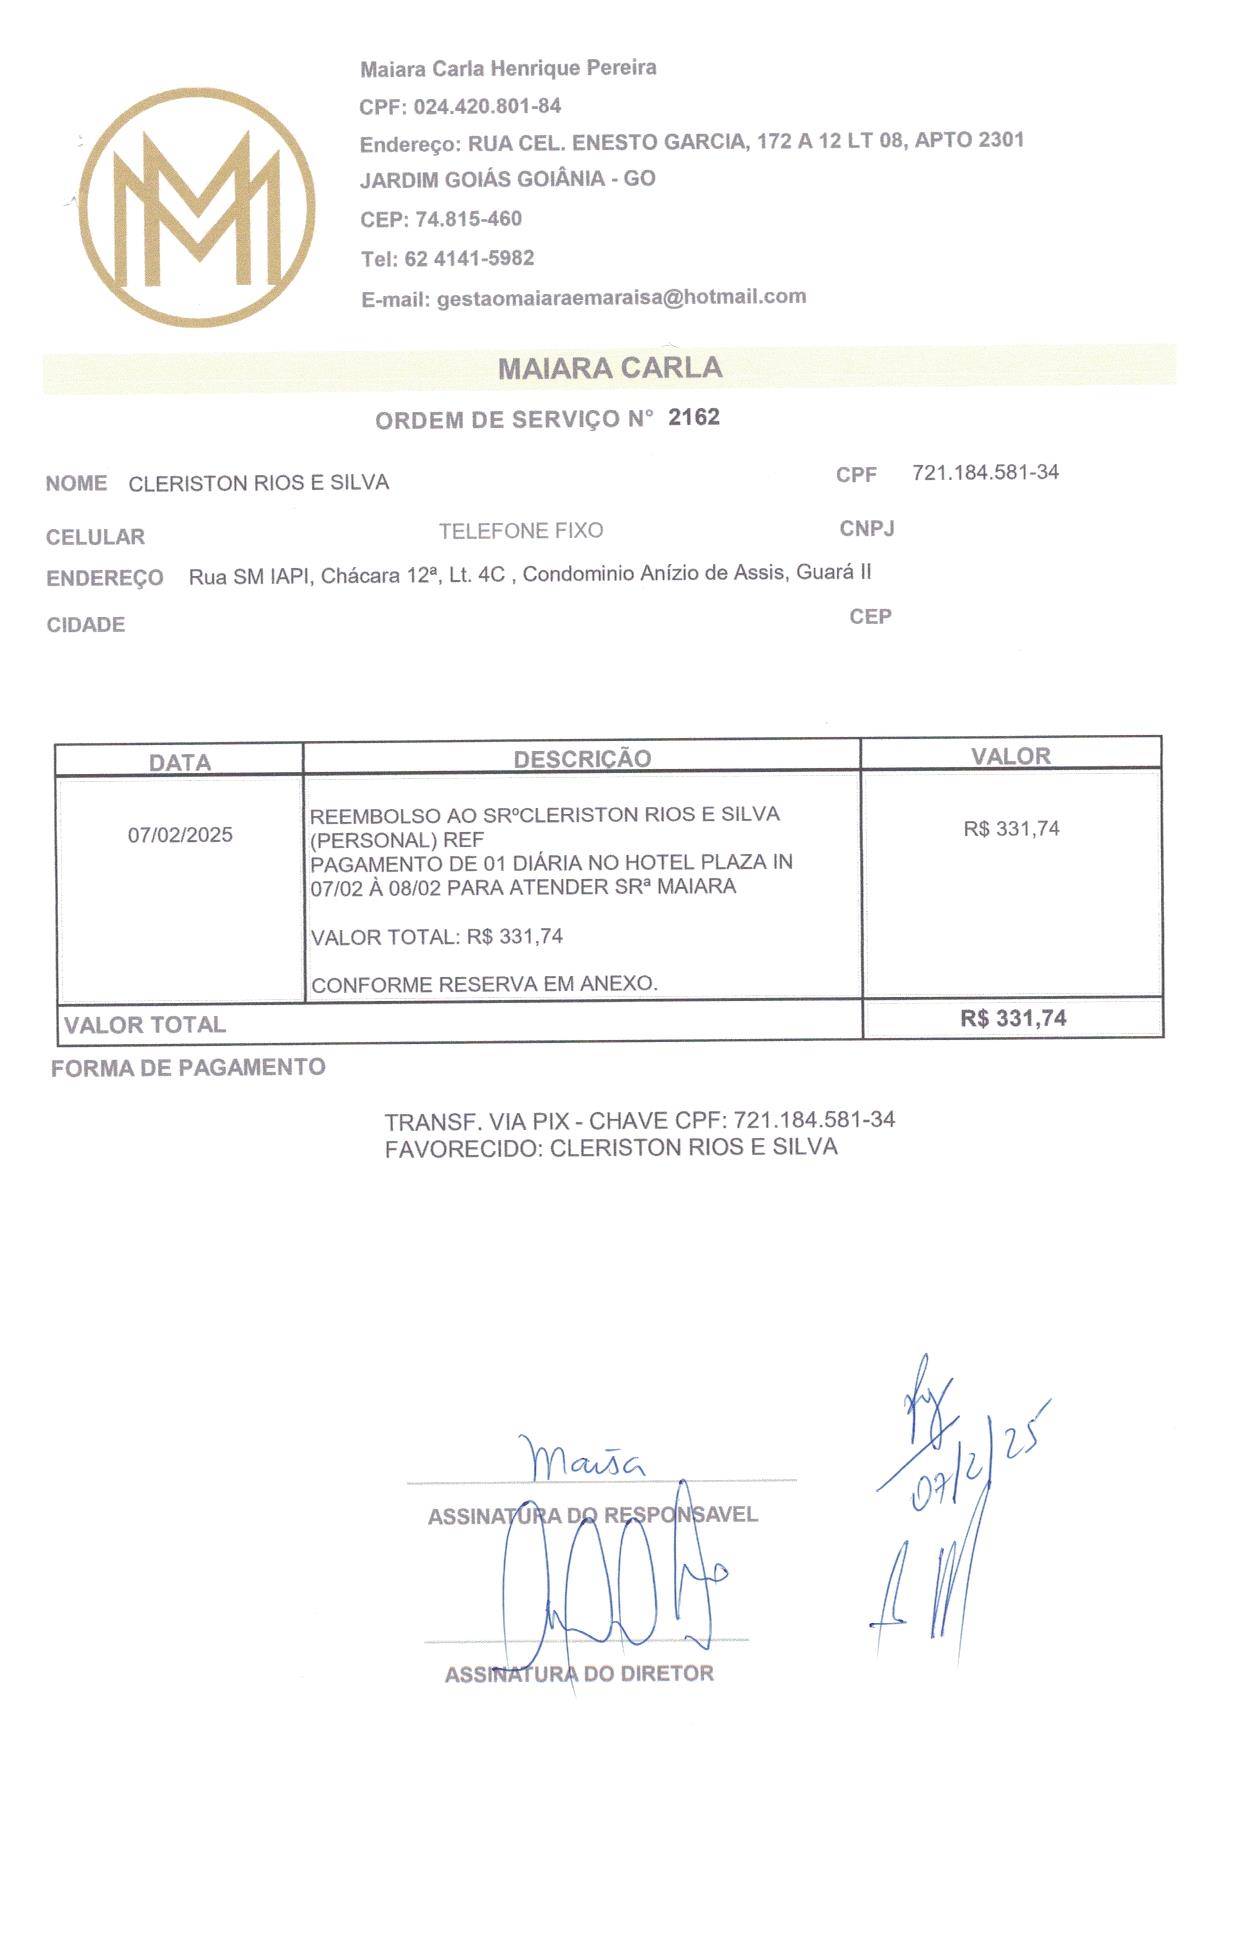 Maiara Carla Henrique Pereira
CPF: 024.420.801-84
Endereço: RUA CEL. ENESTO GARCIA, 172 A 12 LT 08, APTO 2301
JARDIM GOIÁS GOIÂNIA - GO
CEP: 74.815-460
Tel: 62 4141-5982
E-mail: gestaomaiaraemaraisa@hotmail.com
MAIARA CARLA
ORDEM DE SERVIÇO N° 2162
NOME CLERISTON RIOS E SILVA CPF 721.184.581-34
CELULAR TELEFONE FIXO CNPJ
ENDEREÇO Rua SM IAPI, Chácara 12ª, Lt. 4C , Condominio Anízio de Assis, Guará II
CIDADE CEP
DATA DESCRIÇÃO VALOR
07/02/2025 R$ 331,74
REEMBOLSO AO SRºCLERISTON RIOS E SILVA
(PERSONAL) REF
PAGAMENTO DE 01 DIÁRIA NO HOTEL PLAZA IN
07/02 À 08/02 PARA ATENDER SRª MAIARA
VALOR TOTAL: R$ 331,74
CONFORME RESERVA EM ANEXO.
VALOR TOTAL R$ 331,74
FORMA DE PAGAMENTO
TRANSF. VIA PIX - CHAVE CPF: 721.184.581-34
FAVORECIDO: CLERISTON RIOS E SILVA
07/2/25
ASSINATURA DO RESPONSAVEL
ASSINATURA DO DIRETOR